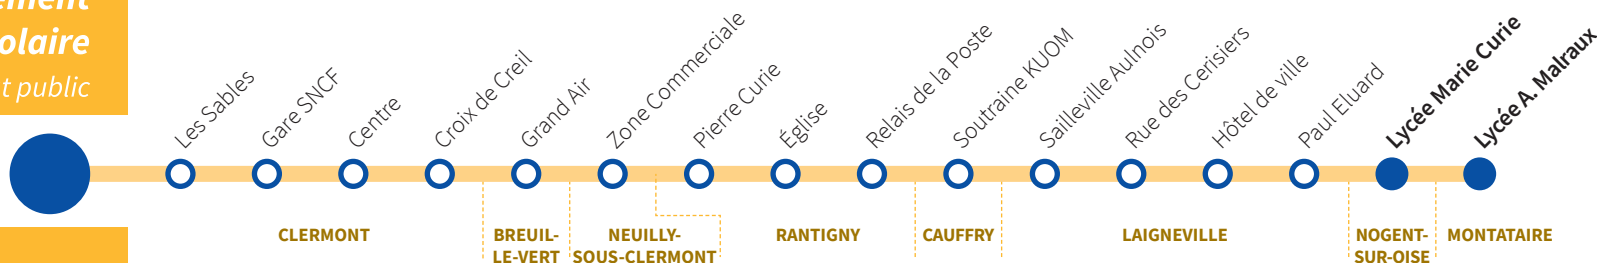 olaire
t public
Les Sables
Gare SNCF
Centre
Croix de Creil
Grand Air
Zone Commerciale
Pierre Curie
Église
Relais de la Poste
Soutraine KUOM
Sailleville Aulnois
Rue des Cerisiers
Hôtel de ville
Paul Eluard
Lycée Marie Curie
Lycée A. Malraux
CLERMONT
BREUIL-
LE-VERT
NEUILLY-
SOUS-CLERMONT
RANTIGNY
CAUFFRY
LAIGNEVILLE
NOGENT-
SUR-OISE
MONTATAIRE